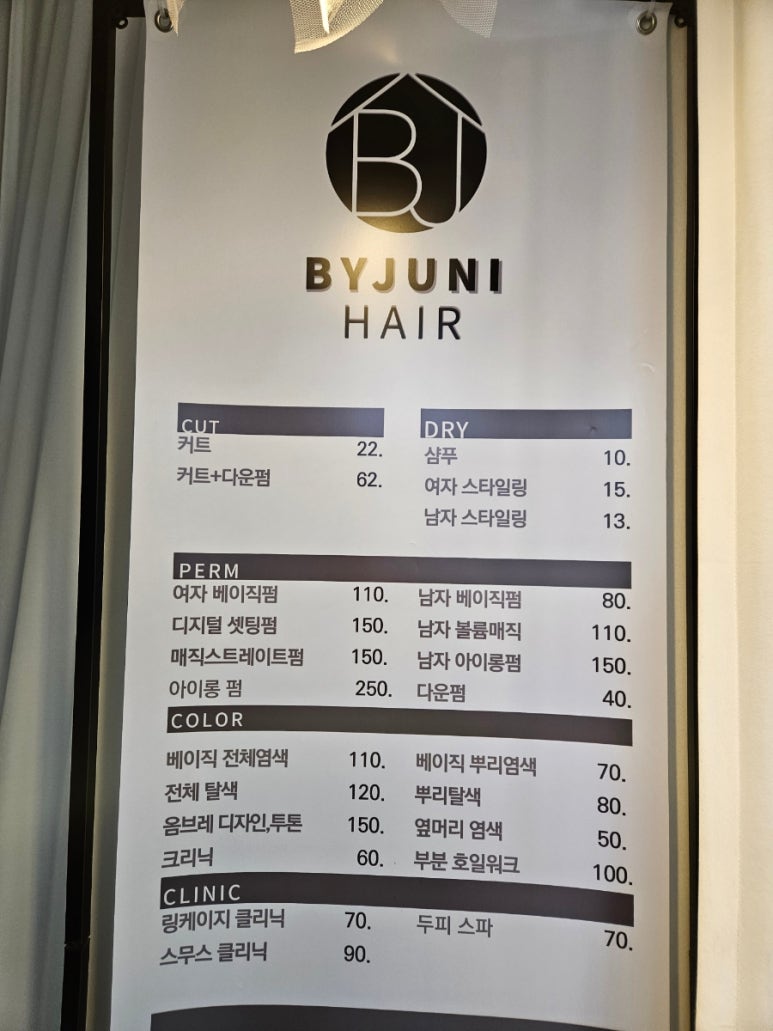 BJ
BYJUNI
HAIR
CUT
커트 22.
커트+다운펌 62.
DRY
샴푸 10.
여자 스타일링 15.
남자 스타일링 13.
PERM
여자 베이직펌 110.
디지털 셋팅펌 150.
매직스트레이트펌 150.
아이롱 펌 250.
남자 베이직펌 80.
남자 볼륨매직 110.
남자 아이롱펌 150.
다운펌 40.
COLOR
베이직 전체염색 110.
전체 탈색 120.
옴브레 디자인,투톤 150.
크리닉 60.
베이직 뿌리염색 70.
뿌리탈색 80.
옆머리 염색 50.
부분 호일워크 100.
CLINIC
링케이지 클리닉 70.
스무스 클리닉 90.
두피 스파 70.